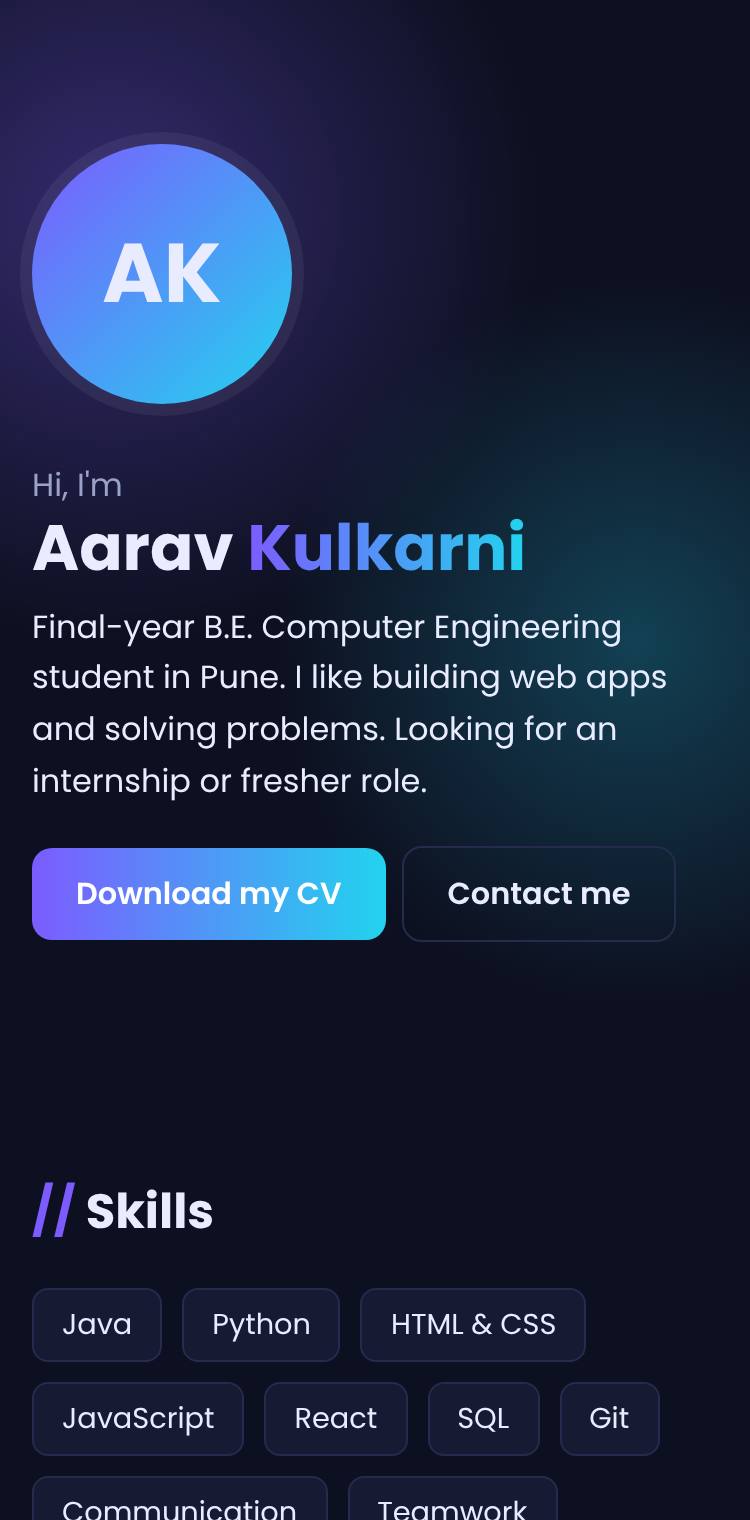 AK
Hi, I'm
Aarav Kulkarni
Final-year B.E. Computer Engineering
student in Pune. I like building web apps
and solving problems. Looking for an
internship or fresher role.
Download my CV Contact me
// Skills
Java Python HTML & CSS
JavaScript React SQL Git
Communication Teamwork